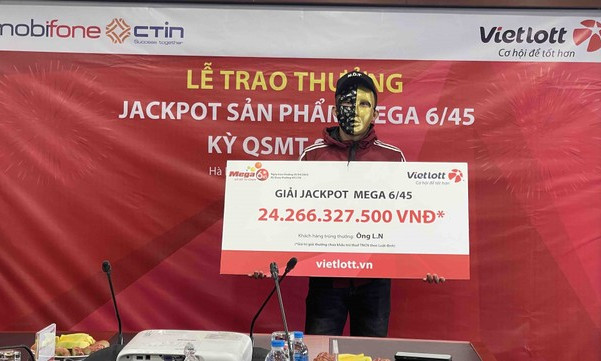 mobifone CTIN
Success together
Vietlott
Cơ hội để tốt hơn
LỄ TRAO THƯỞNG
JACKPOT SẢN PHẨM MEGA 6/45
KỲ QSMT
Hà
Mega 6/45
Vietlott
Cơ hội để tốt hơn
GIẢI JACKPOT MEGA 6/45
24.266.327.500 VNĐ*
Khách hàng trúng thưởng: Ông L.N
vietlott.vn